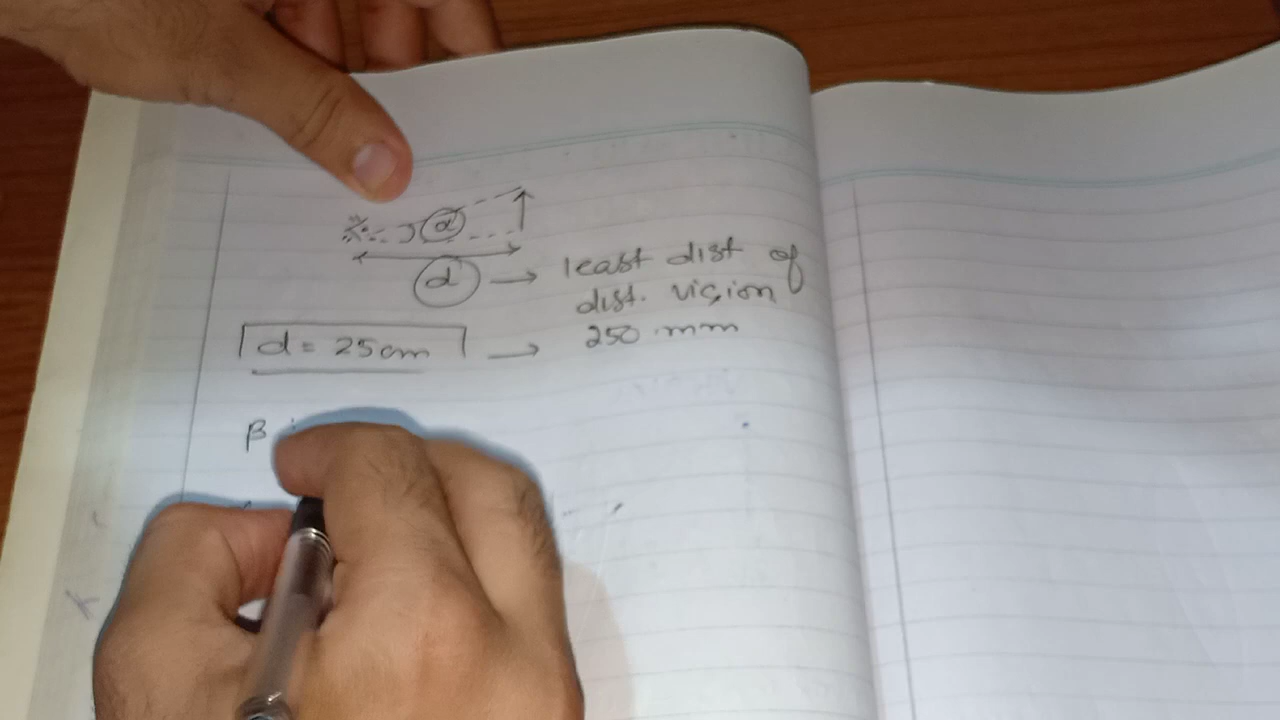 α
d → least dist of
dist. vision
d = 25cm → 250 mm
β